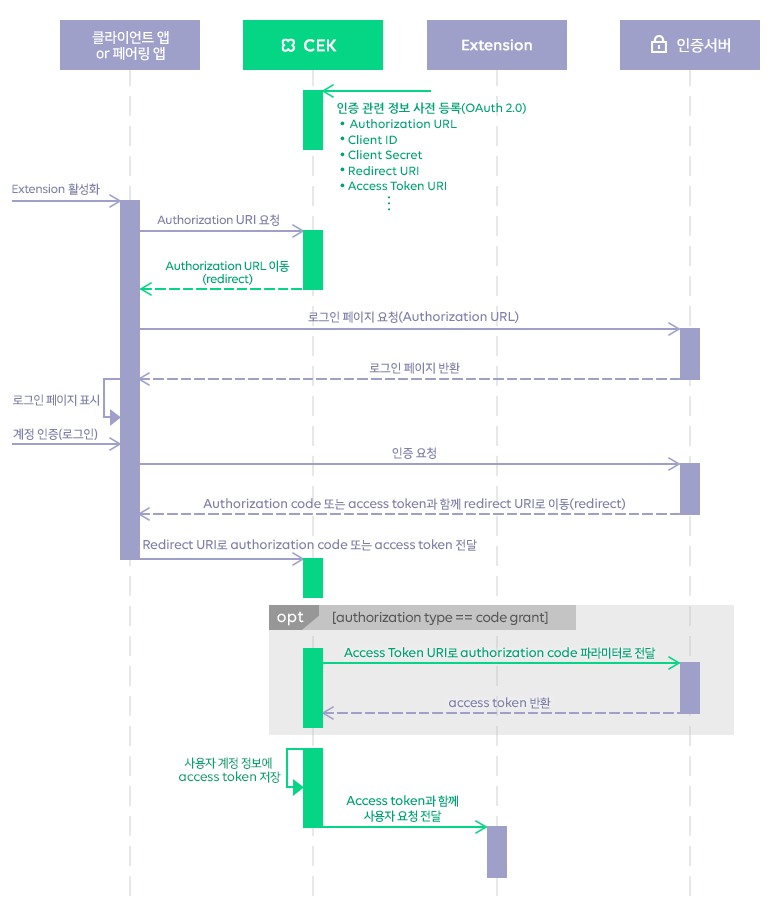 클라이언트 앱
or 페어링 앱
CEK
Extension
인증서버
인증 관련 정보 사전 등록(OAuth 2.0)
• Authorization URL
• Client ID
• Client Secret
• Redirect URI
• Access Token URI
⋮
Extension 활성화
Authorization URI 요청
Authorization URL 이동
(redirect)
로그인 페이지 요청(Authorization URL)
로그인 페이지 반환
로그인 페이지 표시
계정 인증(로그인)
인증 요청
Authorization code 또는 access token과 함께 redirect URI로 이동(redirect)
Redirect URI로 authorization code 또는 access token 전달
opt
[authorization type == code grant]
Access Token URI로 authorization code 파라미터로 전달
access token 반환
사용자 계정 정보에
access token 저장
Access token과 함께
사용자 요청 전달